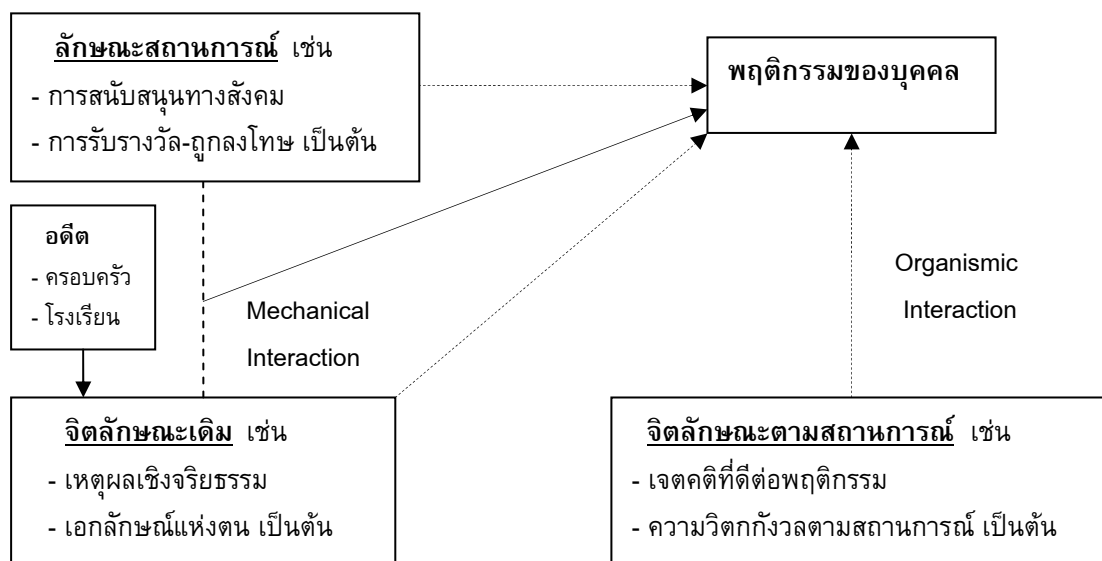 ลักษณะสถานการณ์ เช่น
- การสนับสนุนทางสังคม
- การรับรางวัล-ถูกลงโทษ เป็นต้น
พฤติกรรมของบุคคล
อดีต
- ครอบครัว
- โรงเรียน
Mechanical
Interaction
Organismic
Interaction
จิตลักษณะเดิม เช่น
- เหตุผลเชิงจริยธรรม
- เอกลักษณ์แห่งตน เป็นต้น
จิตลักษณะตามสถานการณ์ เช่น
- เจตคติที่ดีต่อพฤติกรรม
- ความวิตกกังวลตามสถานการณ์ เป็นต้น